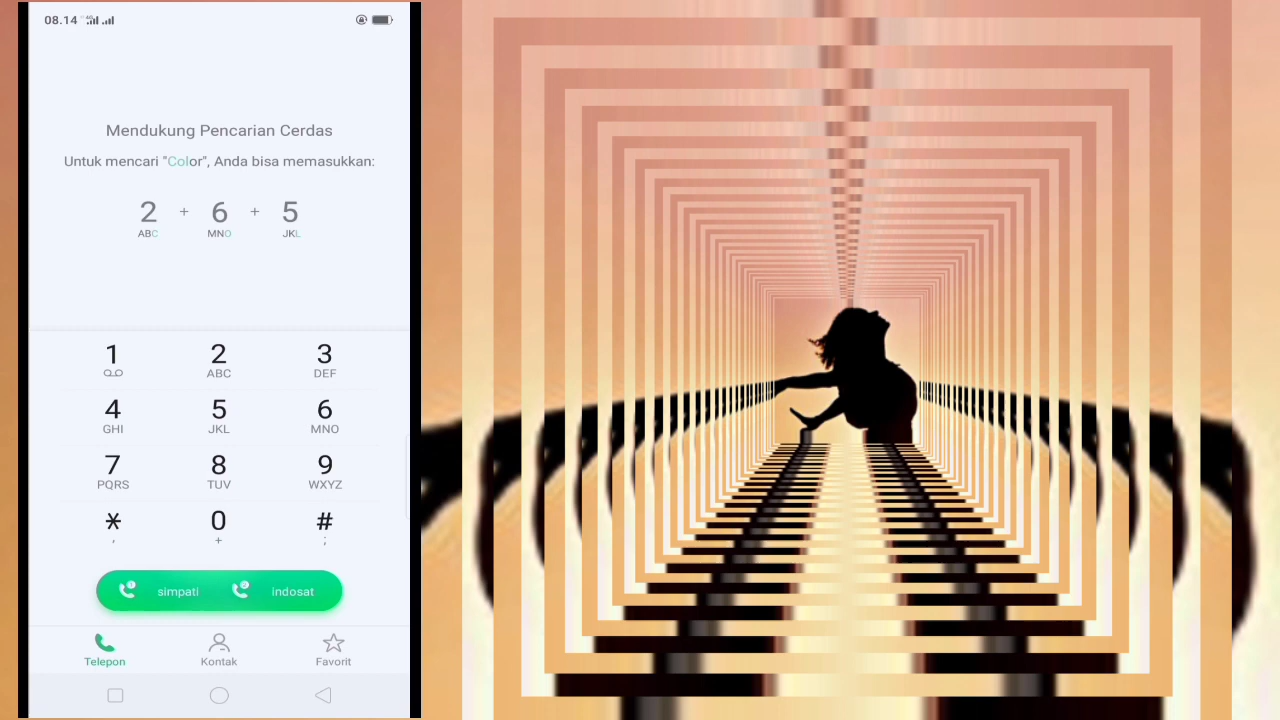 08.14
Mendukung Pencarian Cerdas
Untuk mencari "Color", Anda bisa memasukkan:
2 + 6 + 5
ABC MNO JKL
1 2 3
ABC DEF
4 5 6
GHI JKL MNO
7 8 9
PQRS TUV WXYZ
* 0 #
, + ;
simpati indosat
Telepon Kontak Favorit